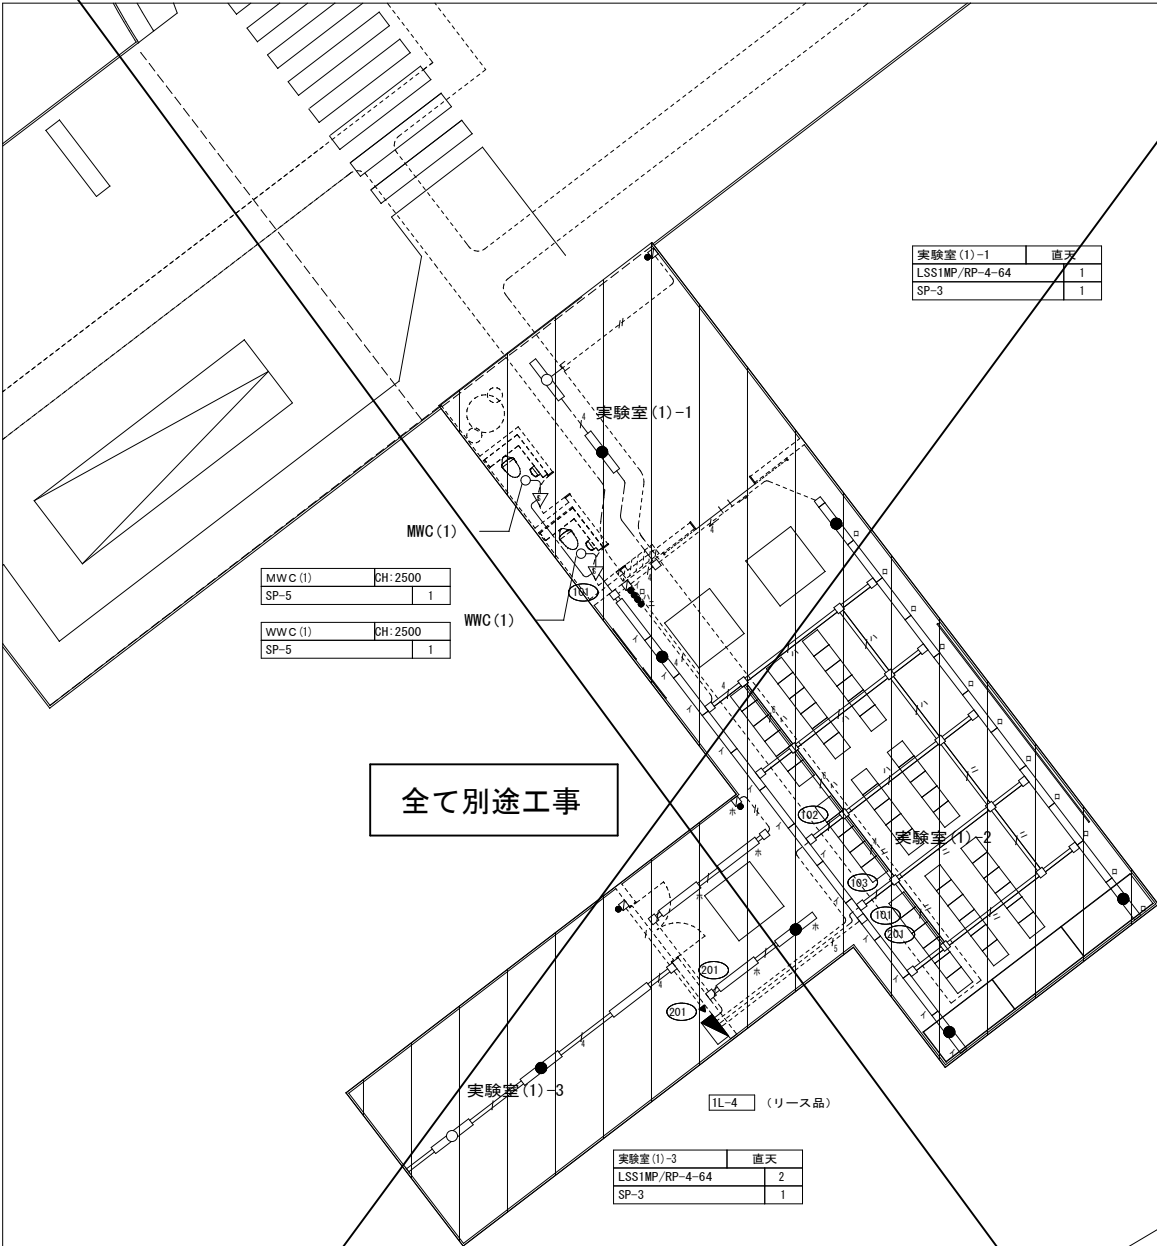 実験室(1)-1 直天
LSS1MP/RP-4-64 1
SP-3 1
実験室(1)-1
MWC(1)
MWC(1) CH:2500
SP-5 1
WWC(1)
WWC(1) CH:2500
SP-5 1
101
全て別途工事
102
実験室(1)-2
103
101
201
201
201
実験室(1)-3
1L-4 (リース品)
実験室(1)-3 直天
LSS1MP/RP-4-64 2
SP-3 1